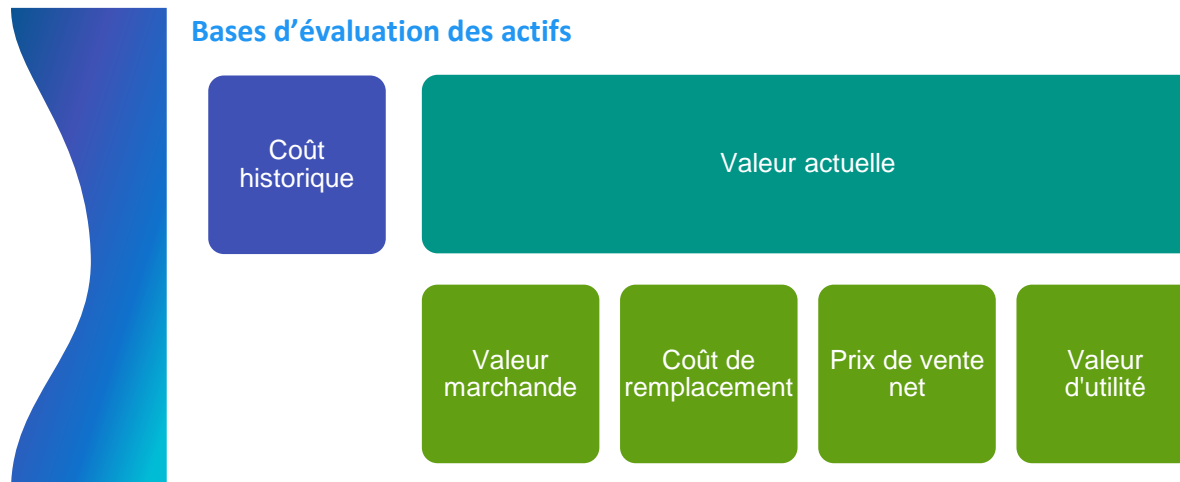 Bases d’évaluation des actifs
Coût
historique
Valeur actuelle
Valeur
marchande
Coût de
remplacement
Prix de vente
net
Valeur
d'utilité